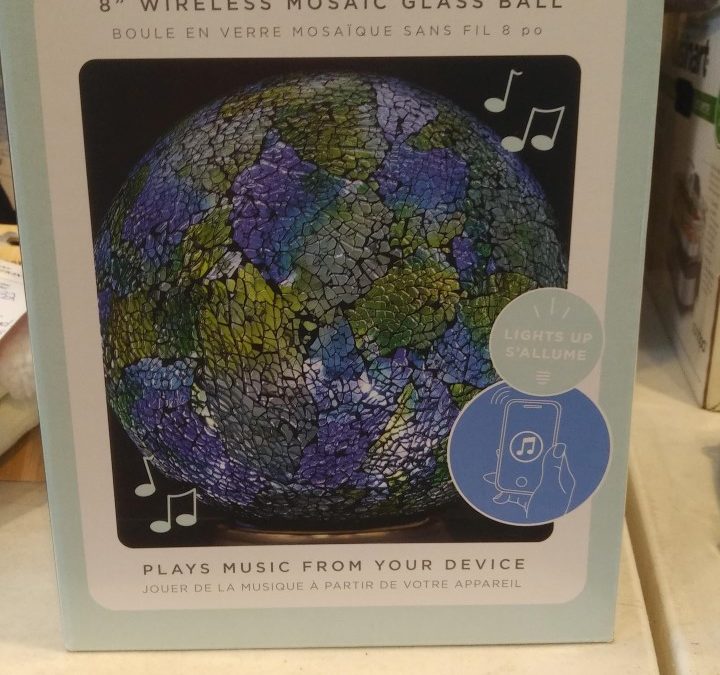 8" WIRELESS MOSAIC GLASS BALL
BOULE EN VERRE MOSAÏQUE SANS FIL 8 po
LIGHTS UP
S'ALLUME
PLAYS MUSIC FROM YOUR DEVICE
JOUER DE LA MUSIQUE À PARTIR DE VOTRE APPAREIL